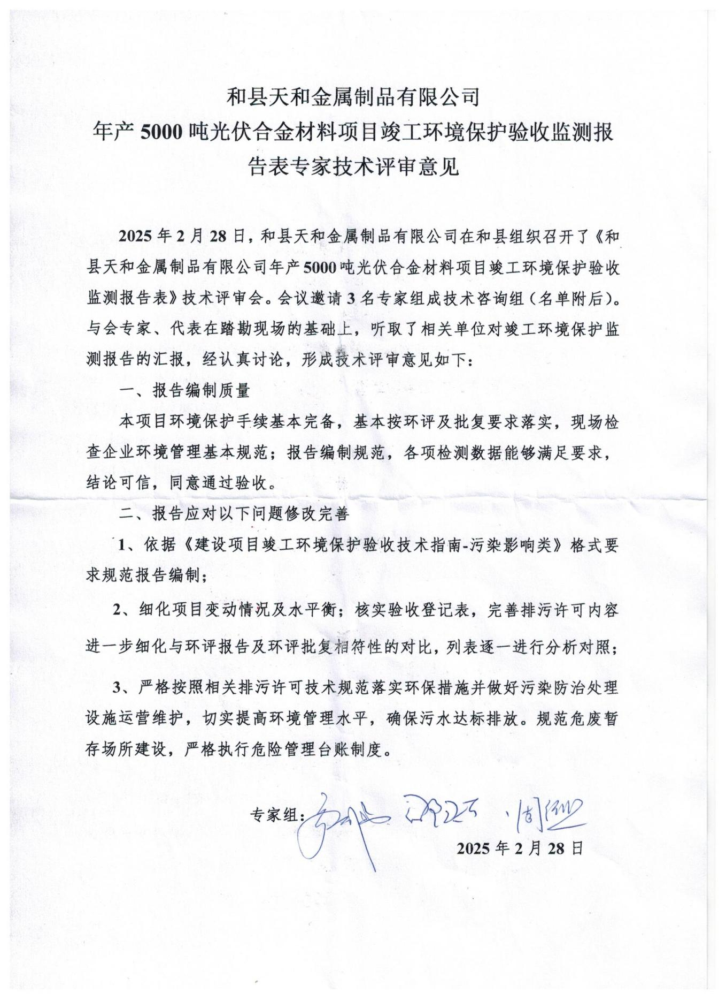 和县天和金属制品有限公司
年产 5000 吨光伏合金材料项目竣工环境保护验收监测报
告表专家技术评审意见
2025 年 2 月 28 日，和县天和金属制品有限公司在和县组织召开了《和
县天和金属制品有限公司年产 5000 吨光伏合金材料项目竣工环境保护验收
监测报告表》技术评审会。会议邀请 3 名专家组成技术咨询组（名单附后）。
与会专家、代表在踏勘现场的基础上，听取了相关单位对竣工环境保护监
测报告的汇报，经认真讨论，形成技术评审意见如下：
一、报告编制质量
本项目环境保护手续基本完备，基本按环评及批复要求落实，现场检
查企业环境管理基本规范；报告编制规范，各项检测数据能够满足要求，
结论可信，同意通过验收。
二、报告应对以下问题修改完善
1、依据《建设项目竣工环境保护验收技术指南-污染影响类》格式要
求规范报告编制；
2、细化项目变动情况及水平衡；核实验收登记表，完善排污许可内容
进一步细化与环评报告及环评批复相符性的对比，列表逐一进行分析对照；
3、严格按照相关排污许可技术规范落实环保措施并做好污染防治处理
设施运营维护，切实提高环境管理水平，确保污水达标排放。规范危废暂
存场所建设，严格执行危险管理台账制度。
专家组：
2025 年 2 月 28 日